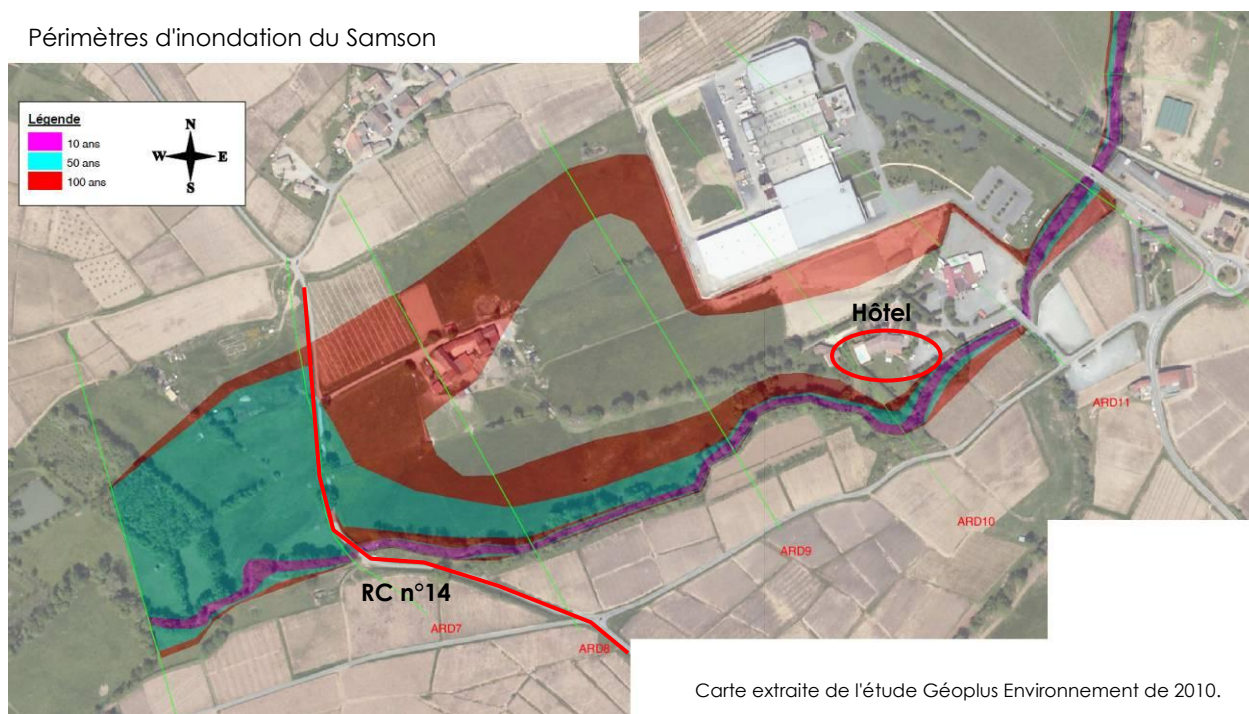 Périmètres d'inondation du Samson
Légende
10 ans
50 ans
100 ans
N
W E
S
Hôtel
ARD11
ARD10
ARD9
RC n°14
ARD7
ARD8
Carte extraite de l'étude Géoplus Environnement de 2010.